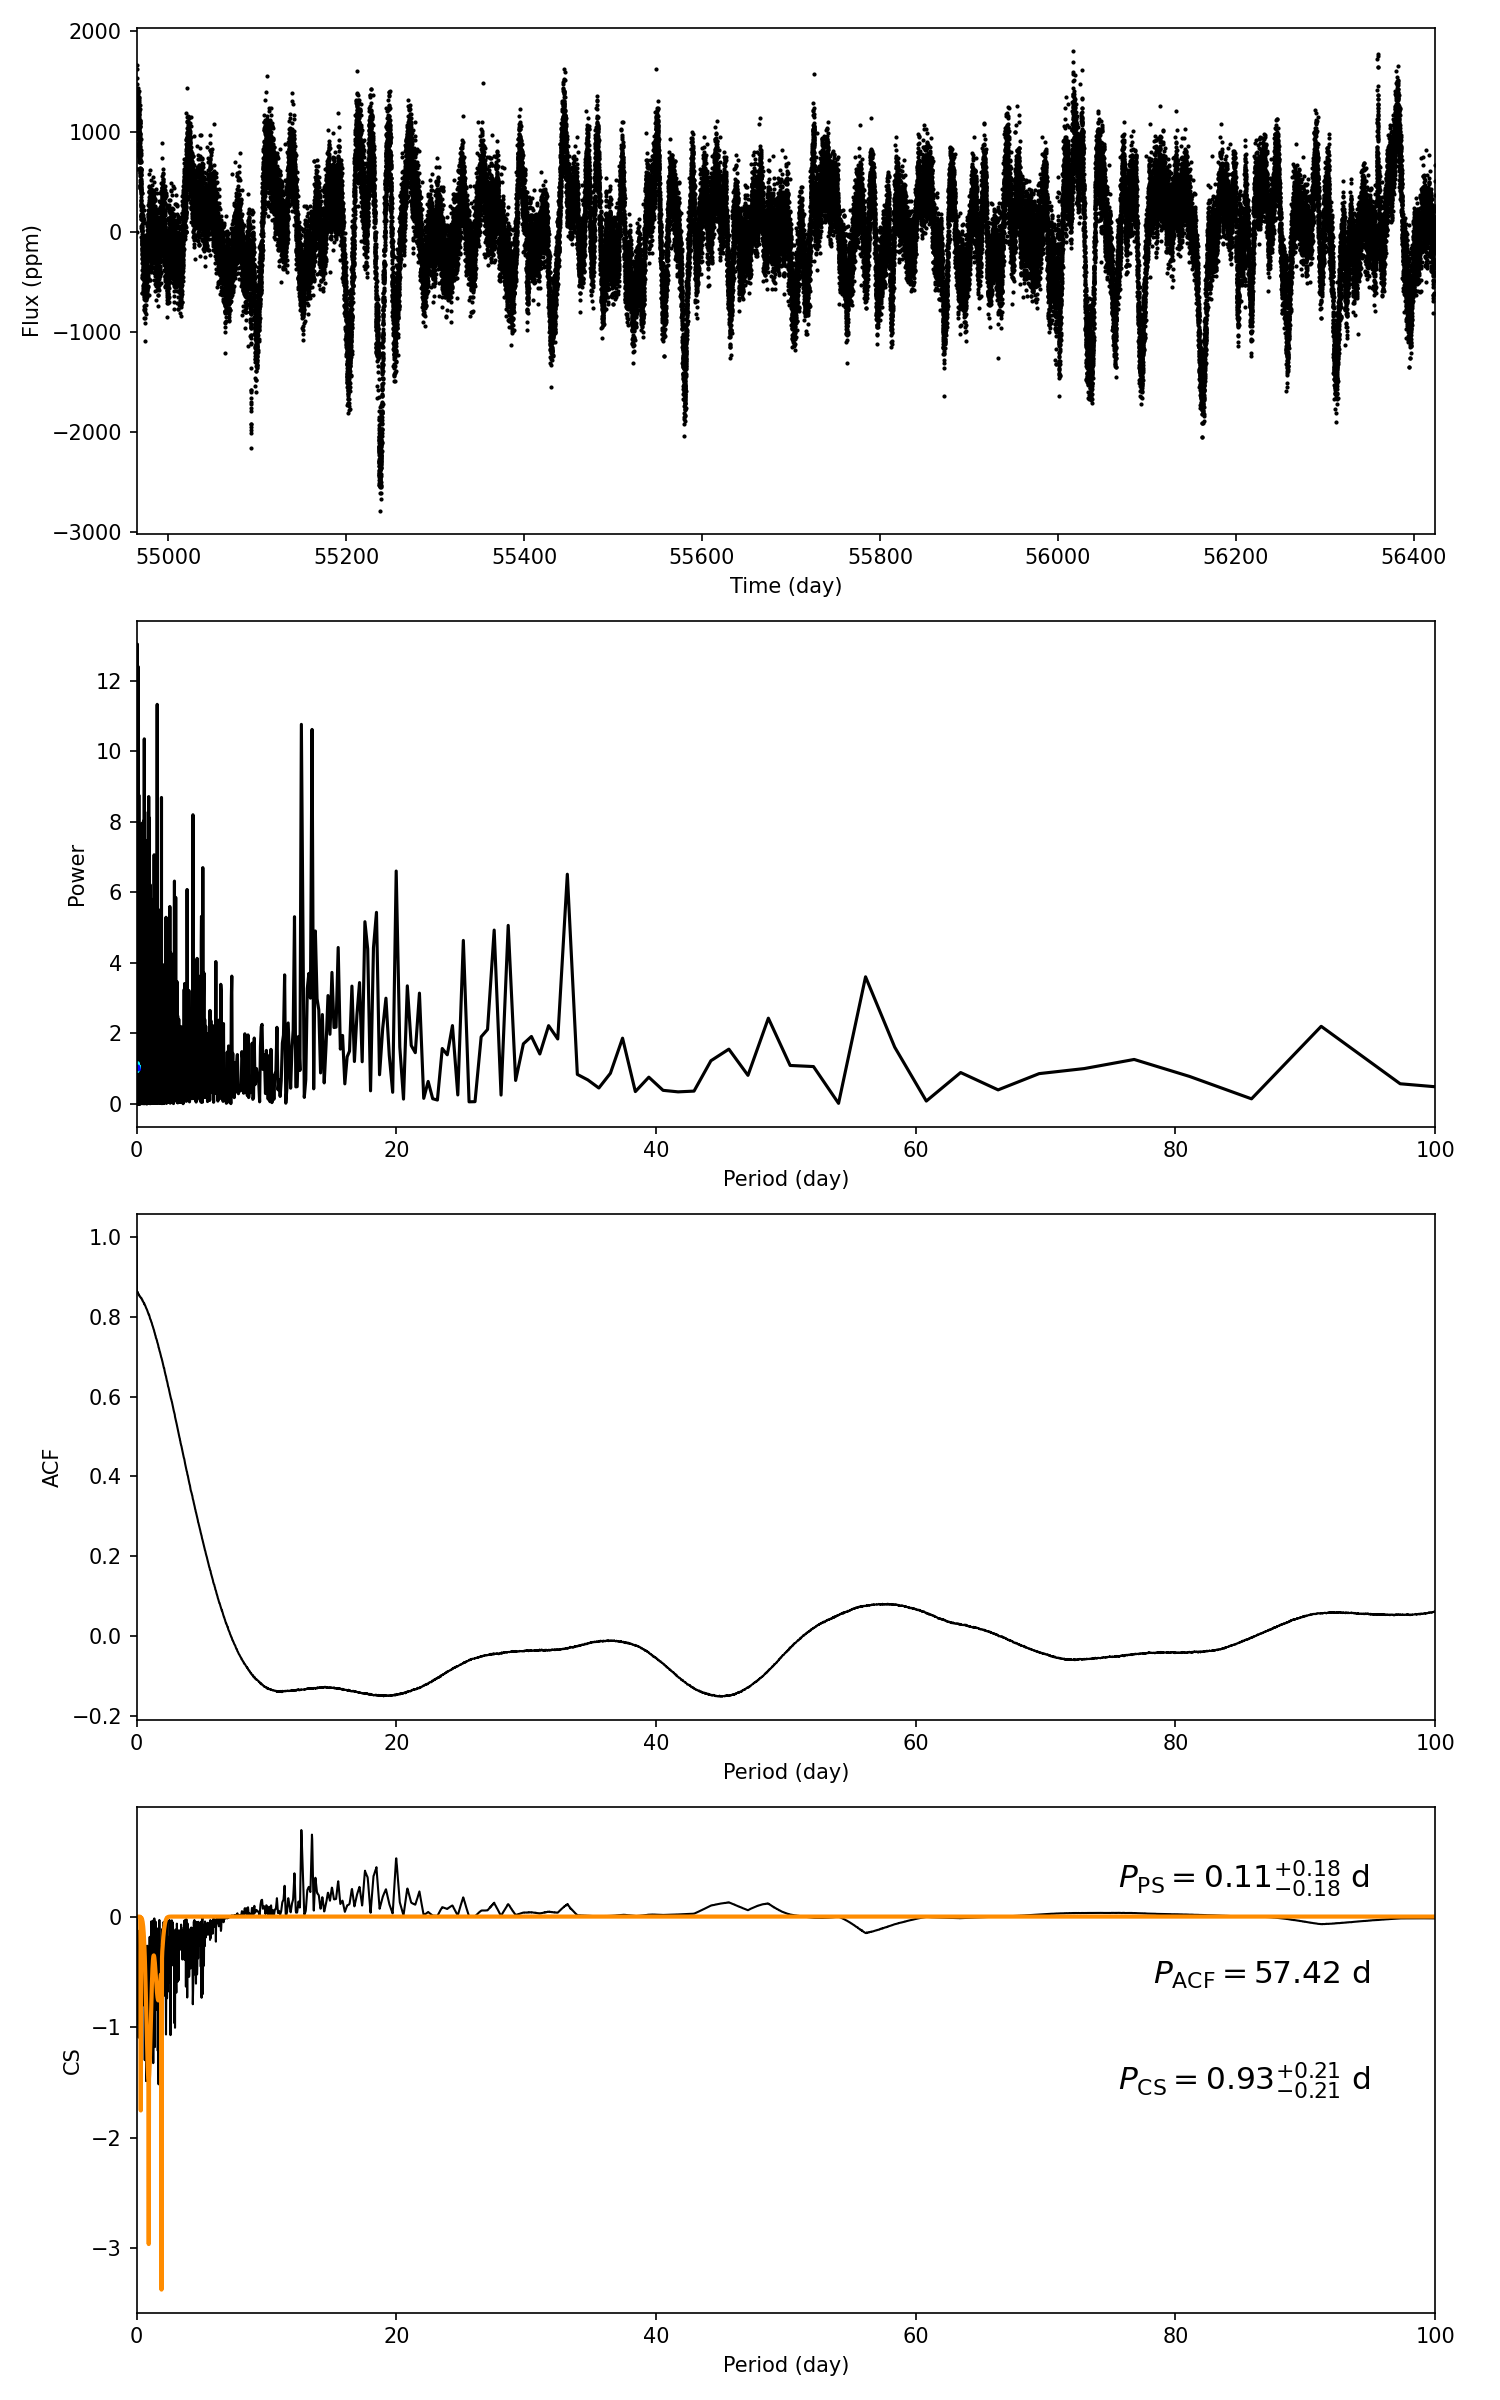 2000
1000
0
−1000
−2000
−3000
Flux (ppm)
55000 55200 55400 55600 55800 56000 56200 56400
Time (day)
12
10
8
6
4
2
0
Power
0 20 40 60 80 100
Period (day)
1.0
0.8
0.6
0.4
0.2
0.0
−0.2
ACF
0 20 40 60 80 100
Period (day)
0
−1
−2
−3
CS
P_PS = 0.11^{+0.18}_{−0.18} d
P_ACF = 57.42 d
P_CS = 0.93^{+0.21}_{−0.21} d
0 20 40 60 80 100
Period (day)